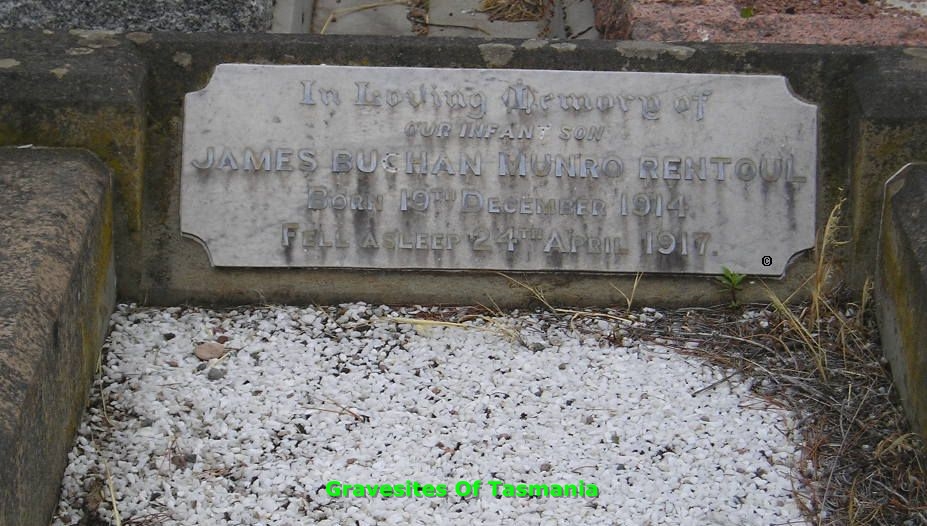 In Loving Memory of
OUR INFANT SON
JAMES BUCHAN MUNRO RENTOUL
BORN 19TH DECEMBER 1914
FELL ASLEEP 24TH APRIL 1917.
©
Gravesites Of Tasmania